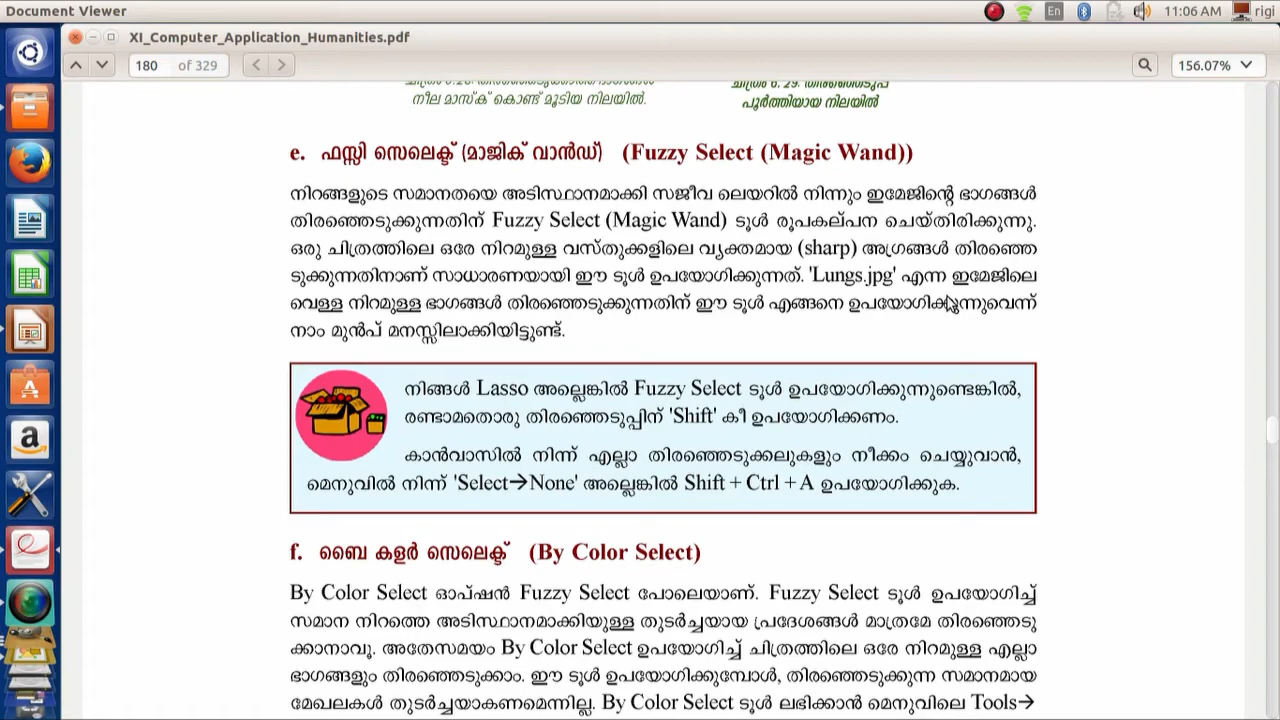 Document Viewer
En
11:06 AM
rigi
XI_Computer_Application_Humanities.pdf
180 of 329
156.07%
നീല മാസ്ക് കൊണ്ട് മൂടിയ നിലയിൽ.
ചിത്രം 6. 29. തിരഞ്ഞെടുപ്പ്
പൂർത്തിയായ നിലയിൽ
e. ഫസ്സി സെലെക്ട് (മാജിക് വാൻഡ്) (Fuzzy Select (Magic Wand))
നിറങ്ങളുടെ സമാനതയെ അടിസ്ഥാനമാക്കി സജീവ ലെയറിൽ നിന്നും ഇമേജിന്റെ ഭാഗങ്ങൾ
തിരഞ്ഞെടുക്കുന്നതിന് Fuzzy Select (Magic Wand) ടൂൾ രൂപകല്പന ചെയ്തിരിക്കുന്നു.
ഒരു ചിത്രത്തിലെ ഒരേ നിറമുള്ള വസ്തുക്കളിലെ വ്യക്തമായ (sharp) അഗ്രങ്ങൾ തിരഞ്ഞെ
ടുക്കുന്നതിനാണ് സാധാരണയായി ഈ ടൂൾ ഉപയോഗിക്കുന്നത്. 'Lungs.jpg' എന്ന ഇമേജിലെ
വെള്ള നിറമുള്ള ഭാഗങ്ങൾ തിരഞ്ഞെടുക്കുന്നതിന് ഈ ടൂൾ എങ്ങനെ ഉപയോഗിക്കുന്നുവെന്ന്
നാം മുൻപ് മനസ്സിലാക്കിയിട്ടുണ്ട്.
നിങ്ങൾ Lasso അല്ലെങ്കിൽ Fuzzy Select ടൂൾ ഉപയോഗിക്കുന്നുണ്ടെങ്കിൽ,
രണ്ടാമതൊരു തിരഞ്ഞെടുപ്പിന് 'Shift' കീ ഉപയോഗിക്കണം.
കാൻവാസിൽ നിന്ന് എല്ലാ തിരഞ്ഞെടുക്കലുകളും നീക്കം ചെയ്യുവാൻ,
മെനുവിൽ നിന്ന് 'Select→None' അല്ലെങ്കിൽ Shift + Ctrl + A ഉപയോഗിക്കുക.
f. ബൈ കളർ സെലെക്ട് (By Color Select)
By Color Select ഓപ്ഷൻ Fuzzy Select പോലെയാണ്. Fuzzy Select ടൂൾ ഉപയോഗിച്ച്
സമാന നിറത്തെ അടിസ്ഥാനമാക്കിയുള്ള തുടർച്ചയായ പ്രദേശങ്ങൾ മാത്രമേ തിരഞ്ഞെടു
ക്കാനാവൂ. അതേസമയം By Color Select ഉപയോഗിച്ച് ചിത്രത്തിലെ ഒരേ നിറമുള്ള എല്ലാ
ഭാഗങ്ങളും തിരഞ്ഞെടുക്കാം. ഈ ടൂൾ ഉപയോഗിക്കുമ്പോൾ, തിരഞ്ഞെടുക്കുന്ന സമാനമായ
മേഖലകൾ തുടർച്ചയാകണമെന്നില്ല. By Color Select ടൂൾ ലഭിക്കാൻ മെനുവിലെ Tools→